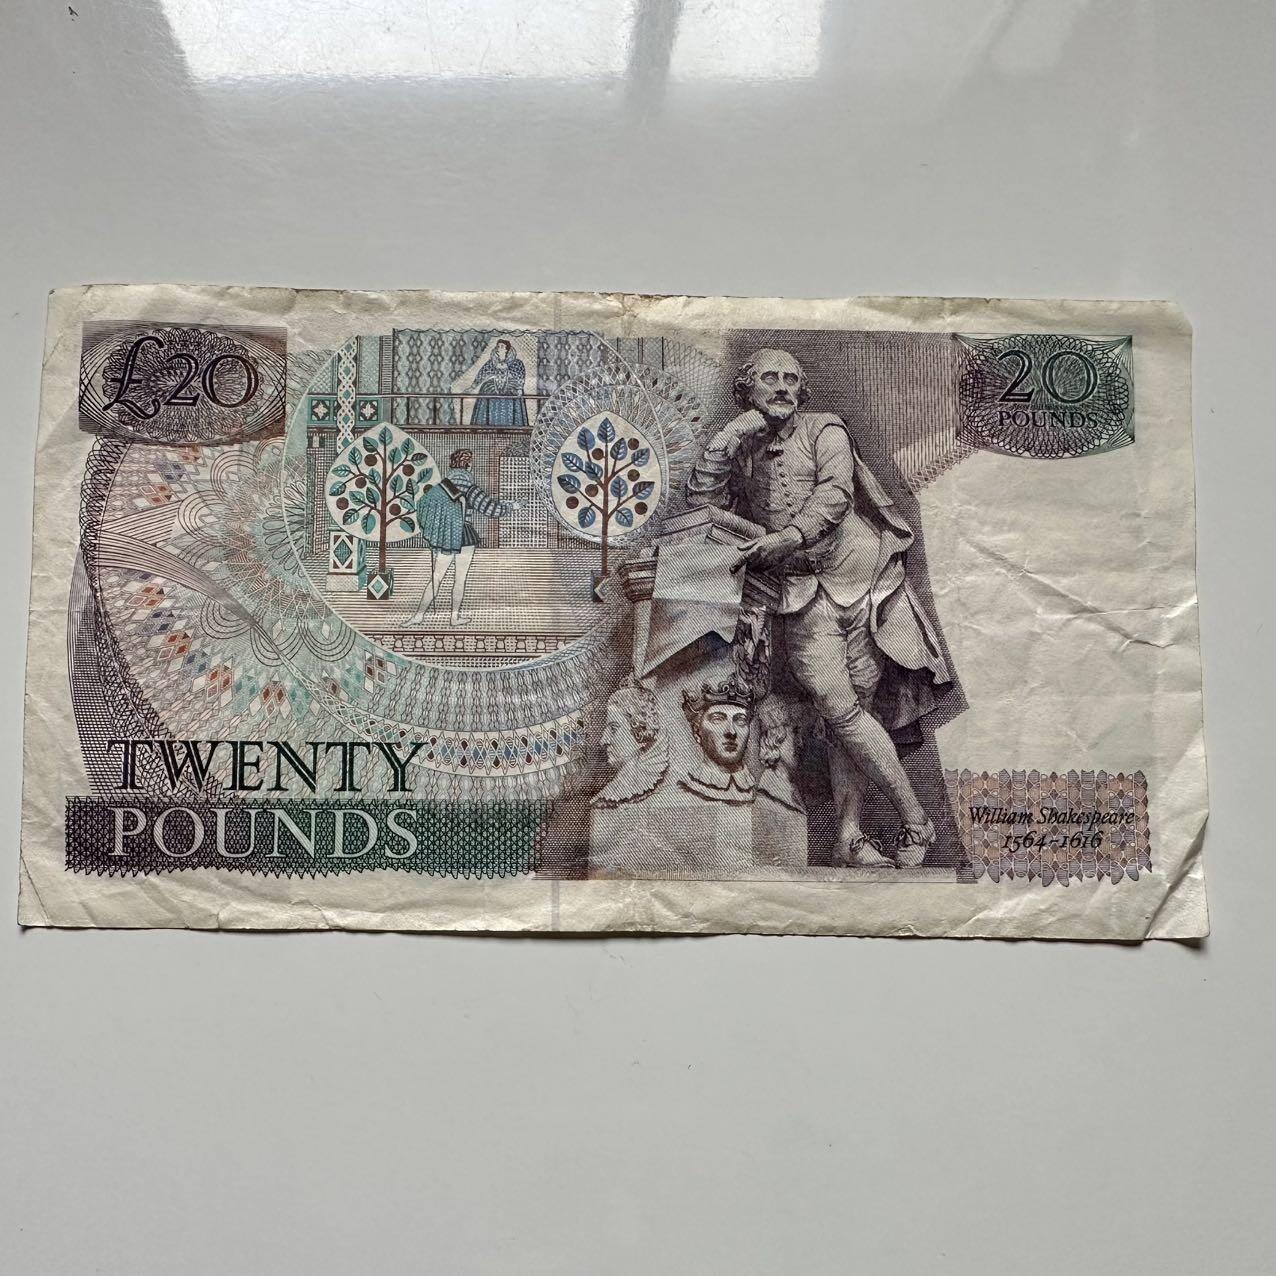 £20
20
POUNDS
TWENTY
POUNDS
William Shakespeare
1564-1616